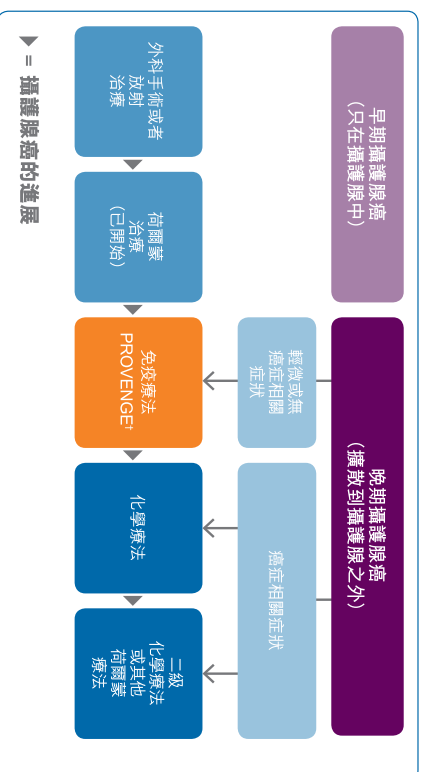 早期攝護腺癌
（只在攝護腺中）
晚期攝護腺癌
（擴散到攝護腺之外）
輕微或無
癌症相關
症狀
癌症相關症狀
外科手術或者
放射
治療
荷爾蒙
治療
（已開始）
免疫療法
PROVENGE†
化學療法
二級
化學療法
或其他
荷爾蒙
療法
▶ = 攝護腺癌的進展